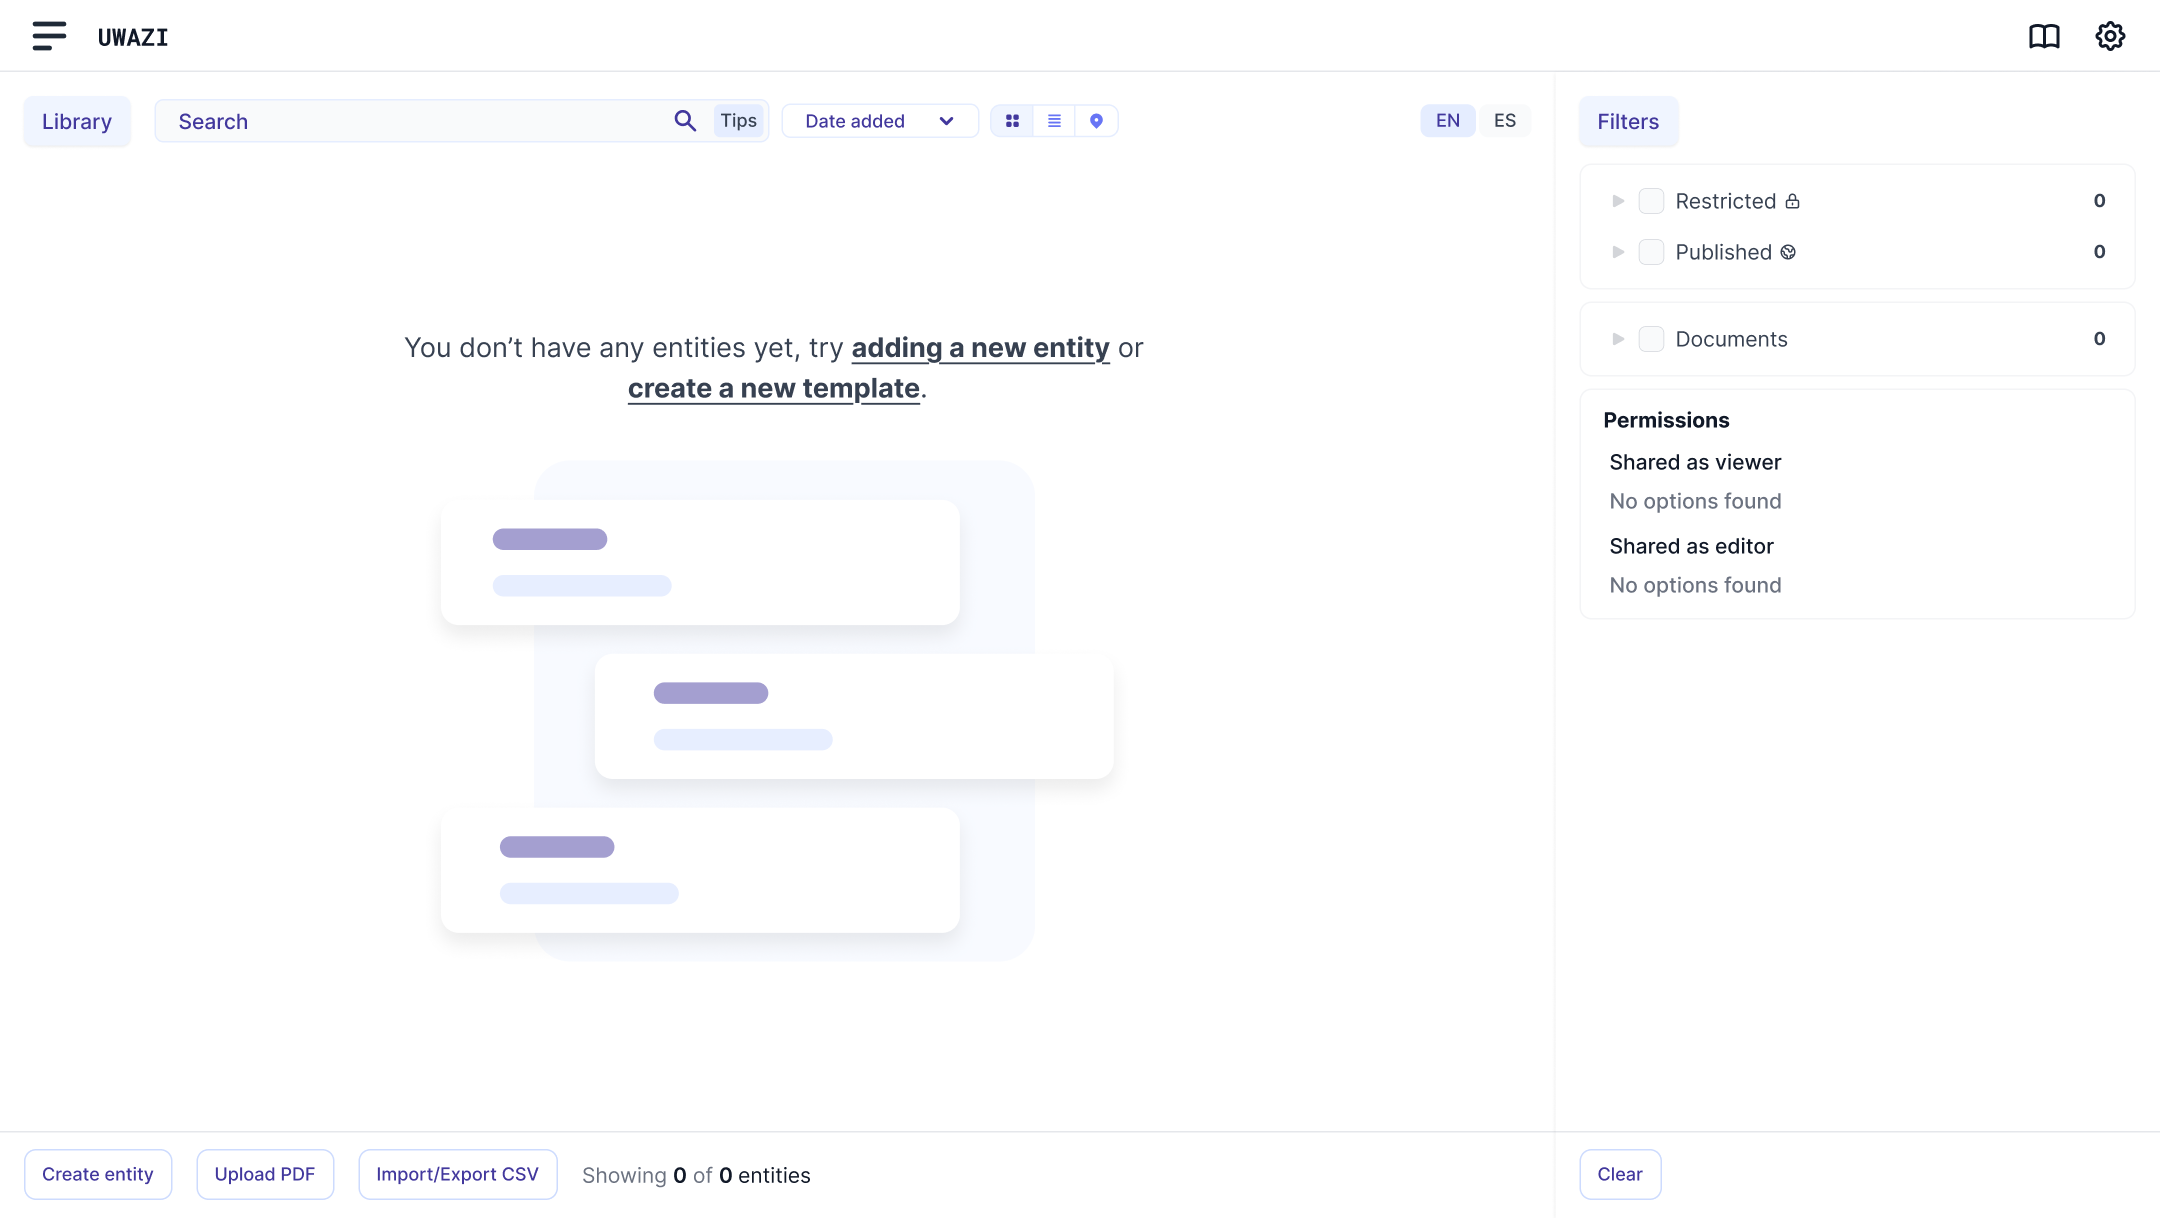 UWAZI
Library
Search
Tips
Date added
EN
ES
Filters
Restricted 0
Published 0
Documents 0
Permissions
Shared as viewer
No options found
Shared as editor
No options found
You don’t have any entities yet, try adding a new entity or
create a new template.
Create entity
Upload PDF
Import/Export CSV
Showing 0 of 0 entities
Clear